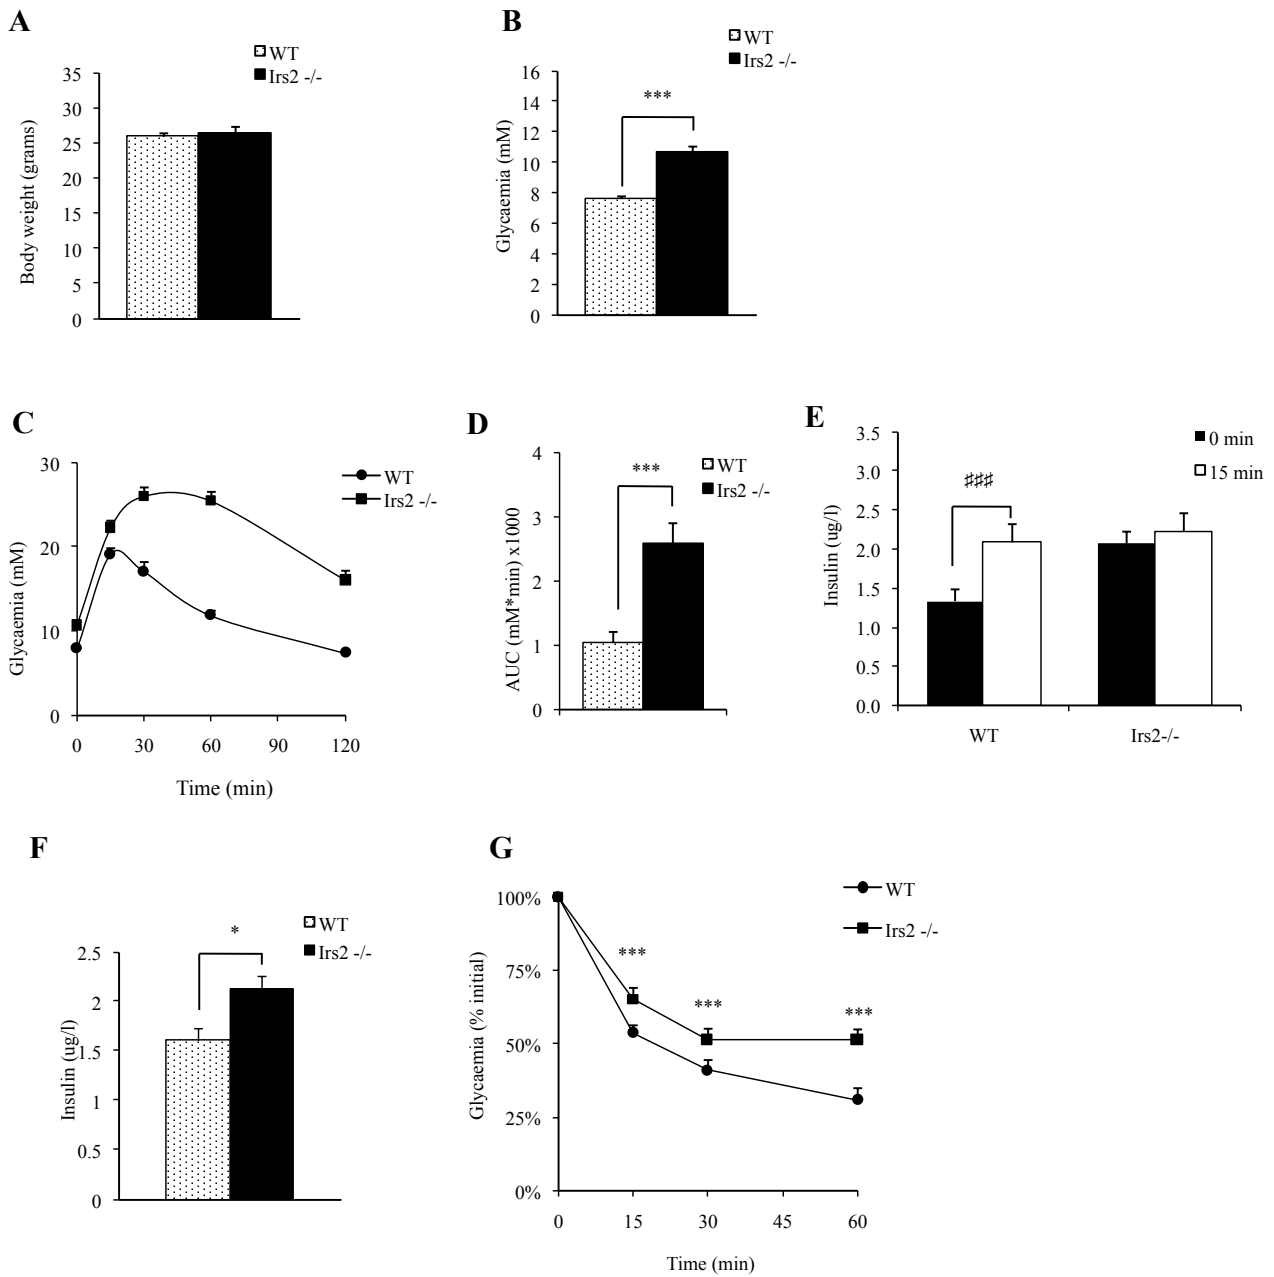 A
WT
Irs2 -/-
35
30
25
20
15
10
5
0
Body weight (grams)
B
WT
Irs2 -/-
16
14
12
10
8
6
4
2
0
Glycaemia (mM)
***
C
30
20
10
0
Glycaemia (mM)
WT
Irs2 -/-
0 30 60 90 120
Time (min)
D
4
3
2
1
0
AUC (mM*min) x1000
***
WT
Irs2 -/-
E
3.5
3.0
2.5
2.0
1.5
1.0
0.5
0.0
Insulin (ug/l)
###
0 min
15 min
WT Irs2-/-
F
WT
Irs2 -/-
*
2.5
2
1.5
1
0.5
0
Insulin (ug/l)
G
WT
Irs2 -/-
100%
75%
50%
25%
0%
Glycaemia (% initial)
***
***
***
0 15 30 45 60
Time (min)